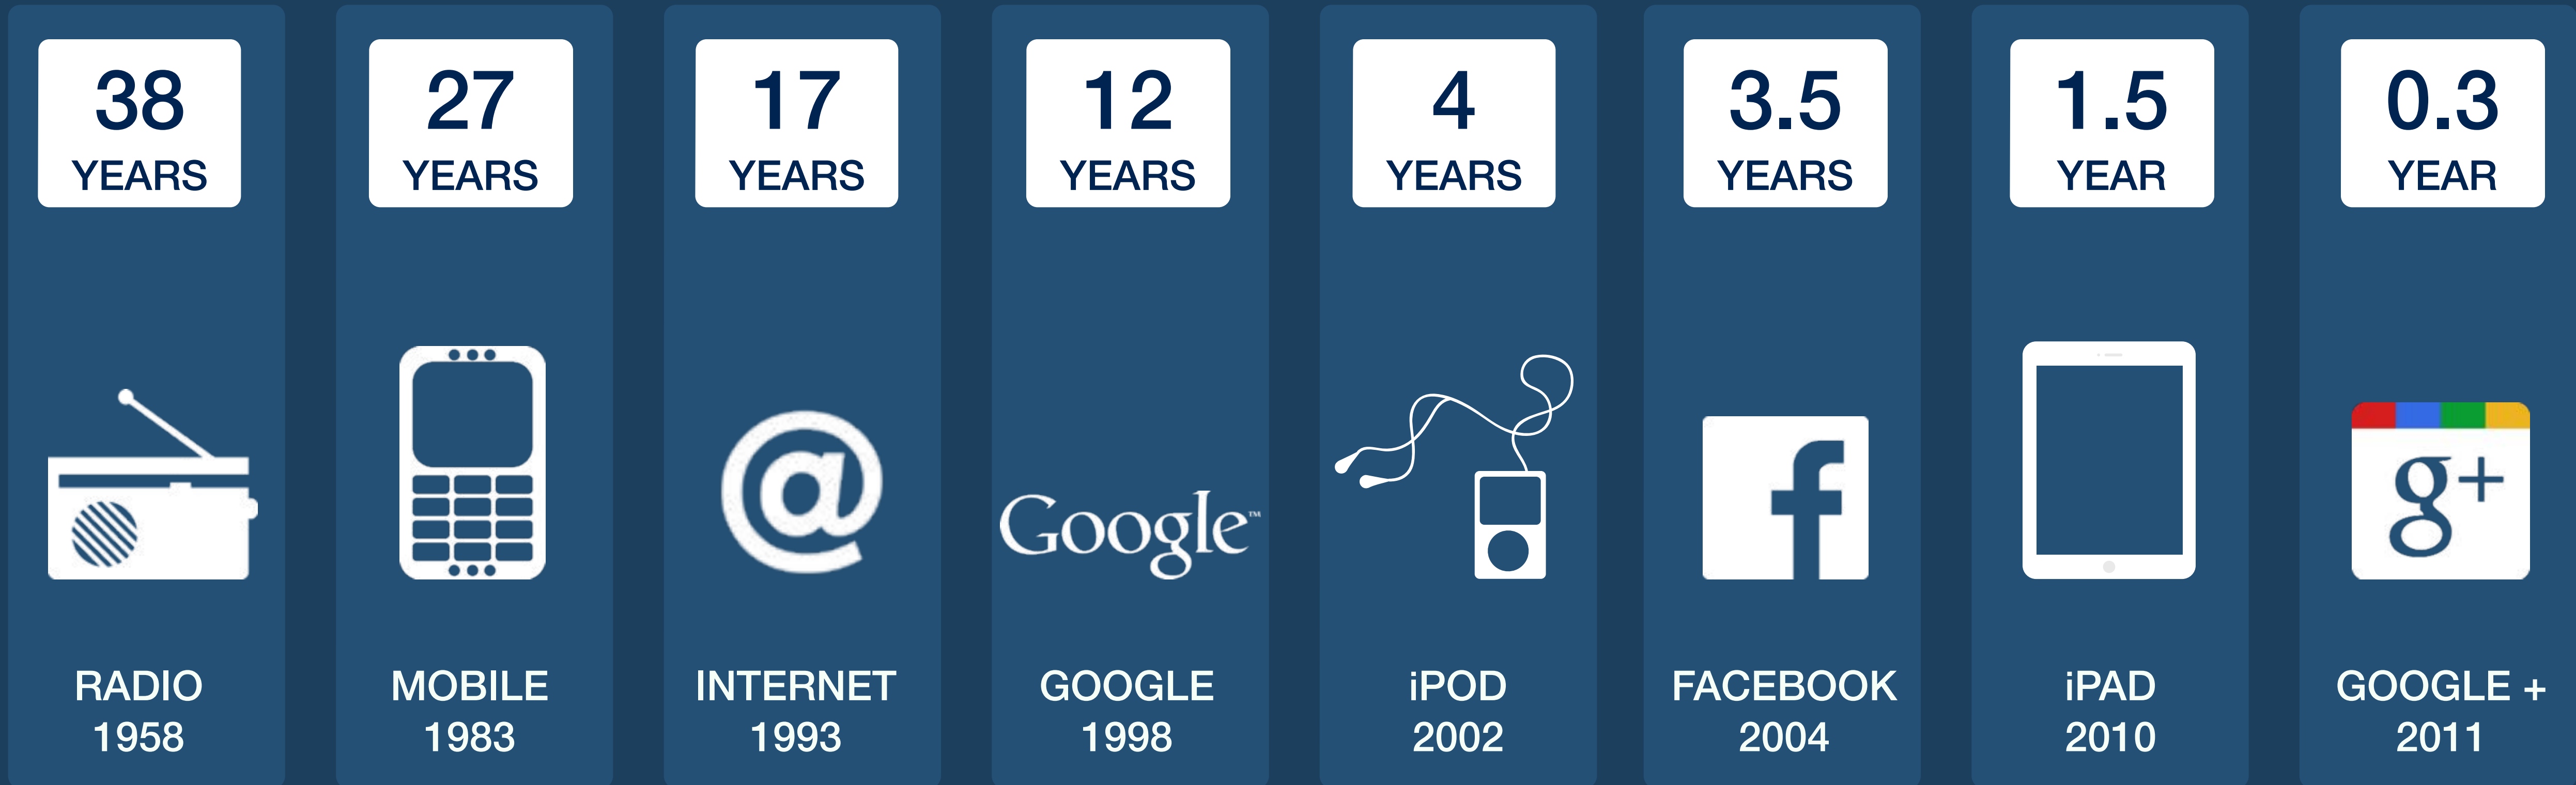 38
YEARS
RADIO
1958
27
YEARS
MOBILE
1983
17
YEARS
@
INTERNET
1993
12
YEARS
Google™
GOOGLE
1998
4
YEARS
iPOD
2002
3.5
YEARS
f
FACEBOOK
2004
1.5
YEAR
iPAD
2010
0.3
YEAR
g+
GOOGLE +
2011